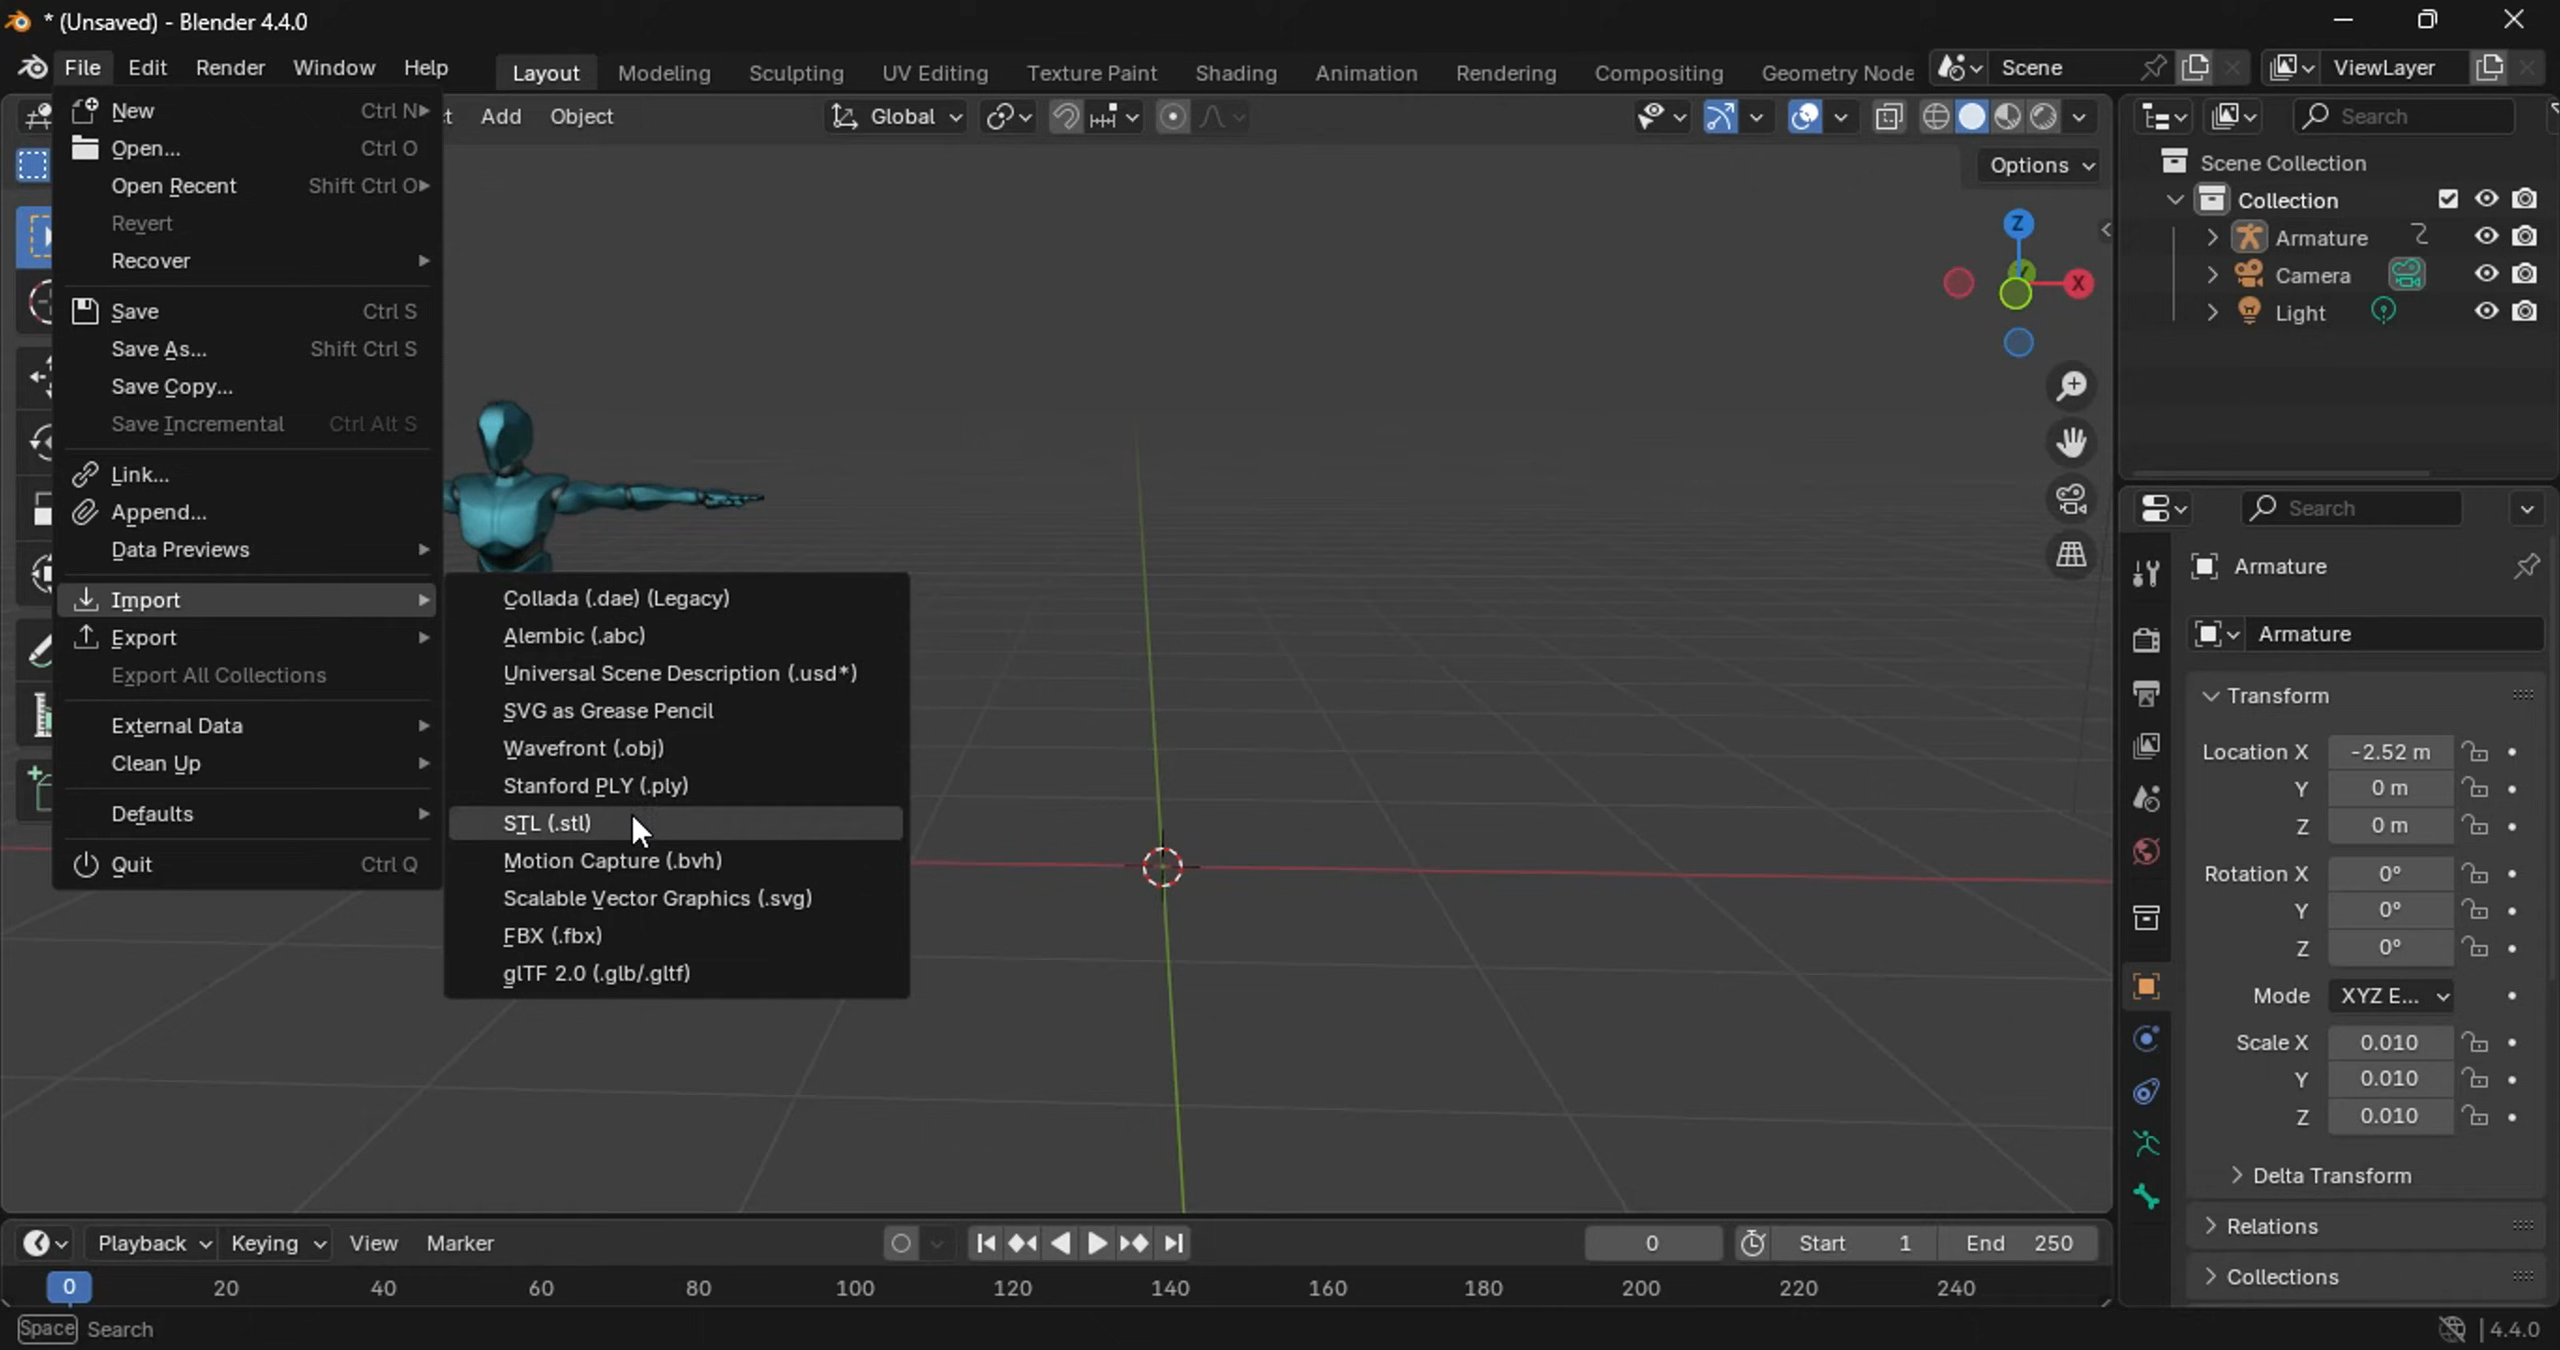 * (Unsaved) - Blender 4.4.0
File Edit Render Window Help
Layout Modeling Sculpting UV Editing Texture Paint Shading Animation Rendering Compositing Geometry Node
Scene
ViewLayer
New Ctrl N
Open... Ctrl O
Open Recent Shift Ctrl O
Revert
Recover
Save Ctrl S
Save As... Shift Ctrl S
Save Copy...
Save Incremental Ctrl Alt S
Link...
Append...
Data Previews
Import
Export
Export All Collections
External Data
Clean Up
Defaults
Quit Ctrl Q
Collada (.dae) (Legacy)
Alembic (.abc)
Universal Scene Description (.usd*)
SVG as Grease Pencil
Wavefront (.obj)
Stanford PLY (.ply)
STL (.stl)
Motion Capture (.bvh)
Scalable Vector Graphics (.svg)
FBX (.fbx)
glTF 2.0 (.glb/.gltf)
Add Object
Global
Options
Z
Y
X
Search
Scene Collection
Collection
Armature
Camera
Light
Search
Armature
Armature
Transform
Location X -2.52 m
Y 0 m
Z 0 m
Rotation X 0°
Y 0°
Z 0°
Mode XYZ E...
Scale X 0.010
Y 0.010
Z 0.010
Delta Transform
Relations
Collections
Playback Keying View Marker
0 Start 1 End 250
0 20 40 60 80 100 120 140 160 180 200 220 240
Space Search
4.4.0